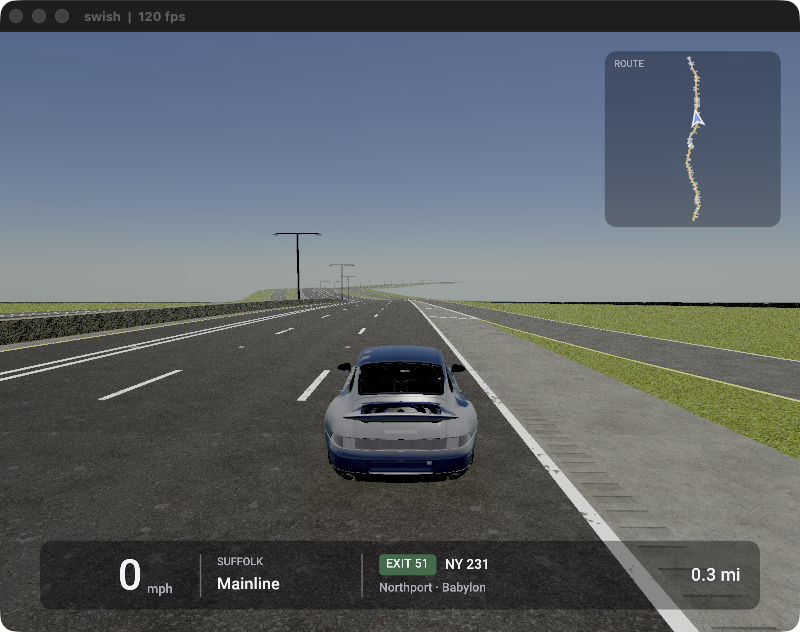 swish | 120 fps
ROUTE
0 mph
SUFFOLK
Mainline
EXIT 51 NY 231
Northport · Babylon
0.3 mi